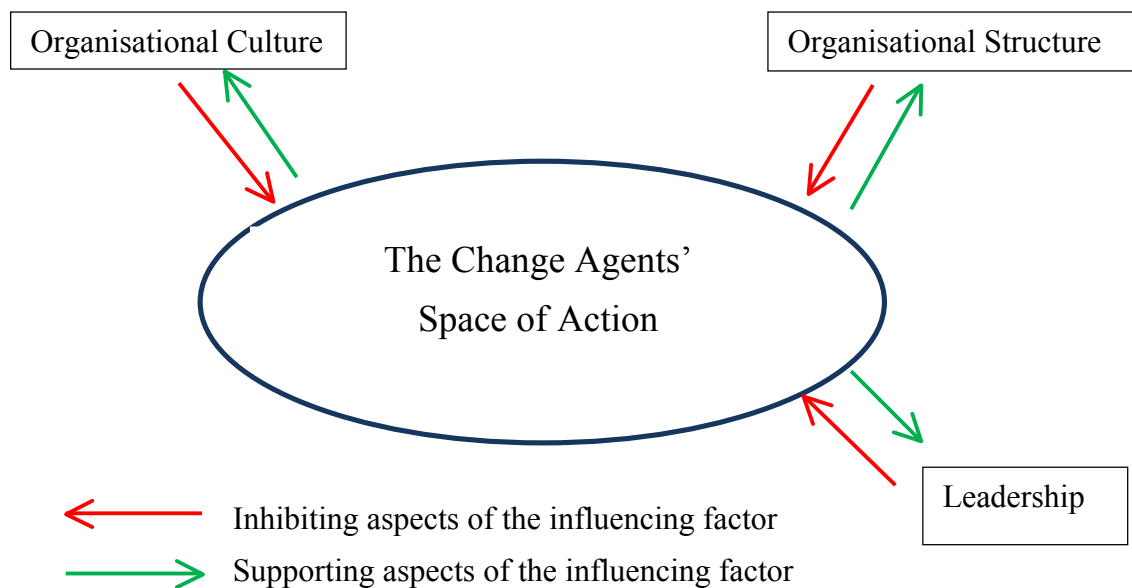 Organisational Culture
Organisational Structure
The Change Agents’
Space of Action
Leadership
Inhibiting aspects of the influencing factor
Supporting aspects of the influencing factor